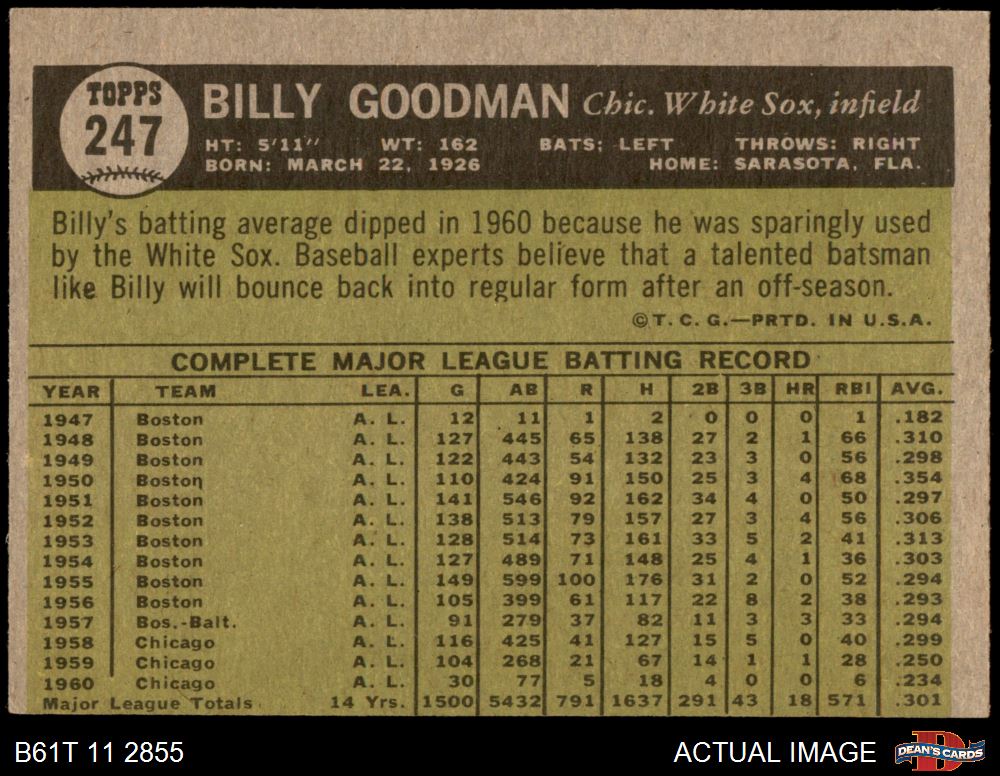 TOPPS
247
BILLY GOODMAN Chic. White Sox, infield
HT: 5'11" WT: 162 BATS: LEFT THROWS: RIGHT
BORN: MARCH 22, 1926 HOME: SARASOTA, FLA.
Billy's batting average dipped in 1960 because he was sparingly used
by the White Sox. Baseball experts believe that a talented batsman
like Billy will bounce back into regular form after an off-season.
©T. C. G.—PRTD. IN U.S.A.
COMPLETE MAJOR LEAGUE BATTING RECORD
YEAR TEAM LEA. G AB R H 2B 3B HR RBI AVG.
1947 Boston A. L. 12 11 1 2 0 0 0 1 .182
1948 Boston A. L. 127 445 65 138 27 2 1 66 .310
1949 Boston A. L. 122 443 54 132 23 3 0 56 .298
1950 Boston A. L. 110 424 91 150 25 3 4 68 .354
1951 Boston A. L. 141 546 92 162 34 4 0 50 .297
1952 Boston A. L. 138 513 79 157 27 3 4 56 .306
1953 Boston A. L. 128 514 73 161 33 5 2 41 .313
1954 Boston A. L. 127 489 71 148 25 4 1 36 .303
1955 Boston A. L. 149 599 100 176 31 2 0 52 .294
1956 Boston A. L. 105 399 61 117 22 8 2 38 .293
1957 Bos.-Balt. A. L. 91 279 37 82 11 3 3 33 .294
1958 Chicago A. L. 116 425 41 127 15 5 0 40 .299
1959 Chicago A. L. 104 268 21 67 14 1 1 28 .250
1960 Chicago A. L. 30 77 5 18 4 0 0 6 .234
Major League Totals 14 Yrs. 1500 5432 791 1637 291 43 18 571 .301
B61T 11 2855 ACTUAL IMAGE DEAN'S CARDS